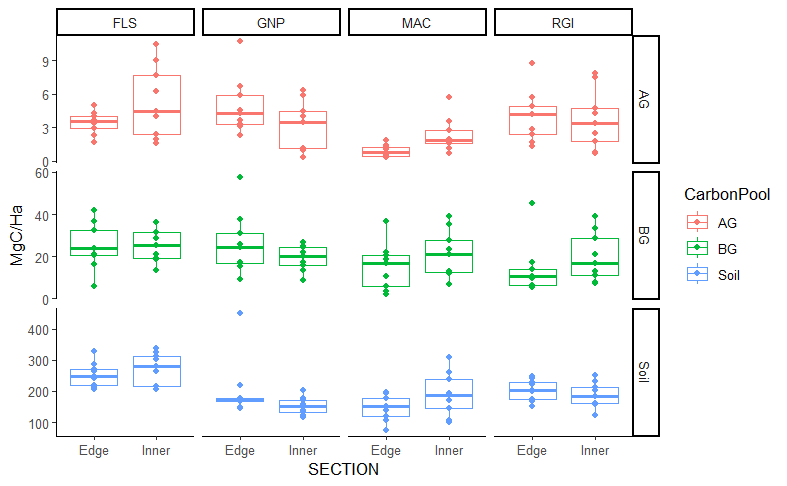 FLS GNP MAC RGI
9
6
3
0
AG
60
40
20
0
BG
400
300
200
100
Soil
MgC/Ha
Edge Inner Edge Inner Edge Inner Edge Inner
SECTION
CarbonPool
AG
BG
Soil